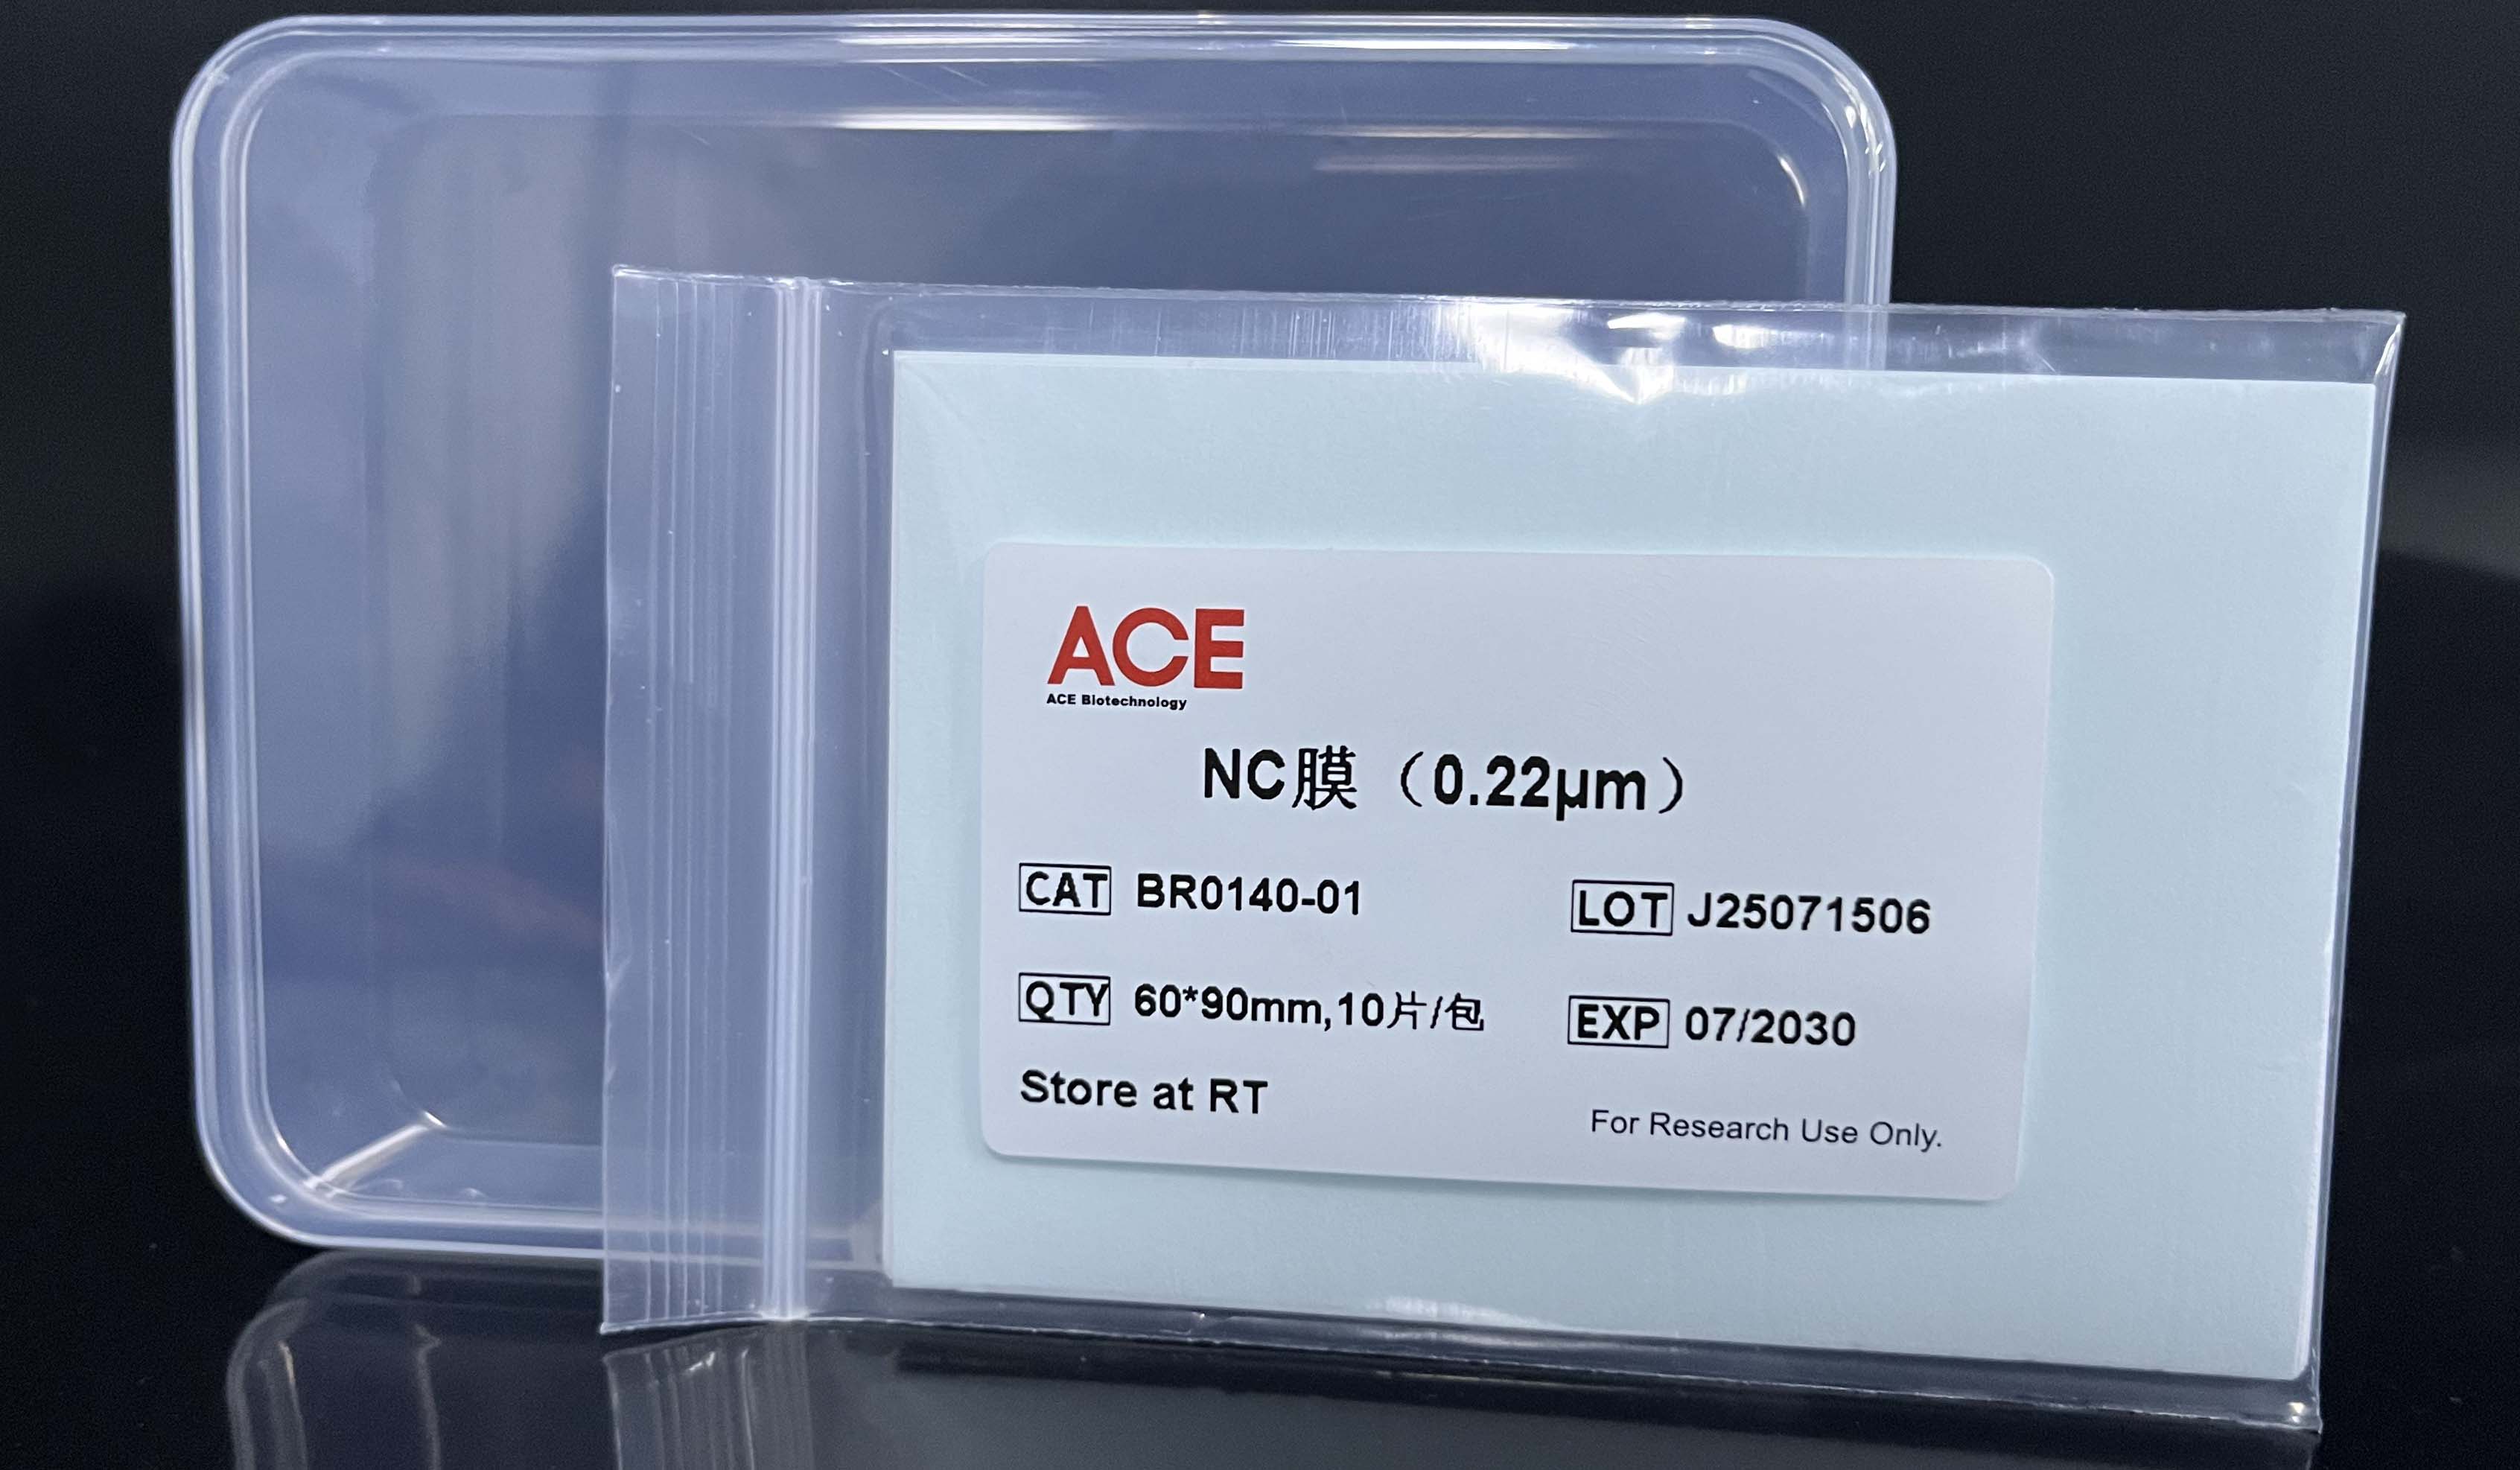 ACE
ACE Biotechnology
NC膜（0.22μm）
CAT BR0140-01
LOT J25071506
QTY 60*90mm,10片/包
EXP 07/2030
Store at RT
For Research Use Only.